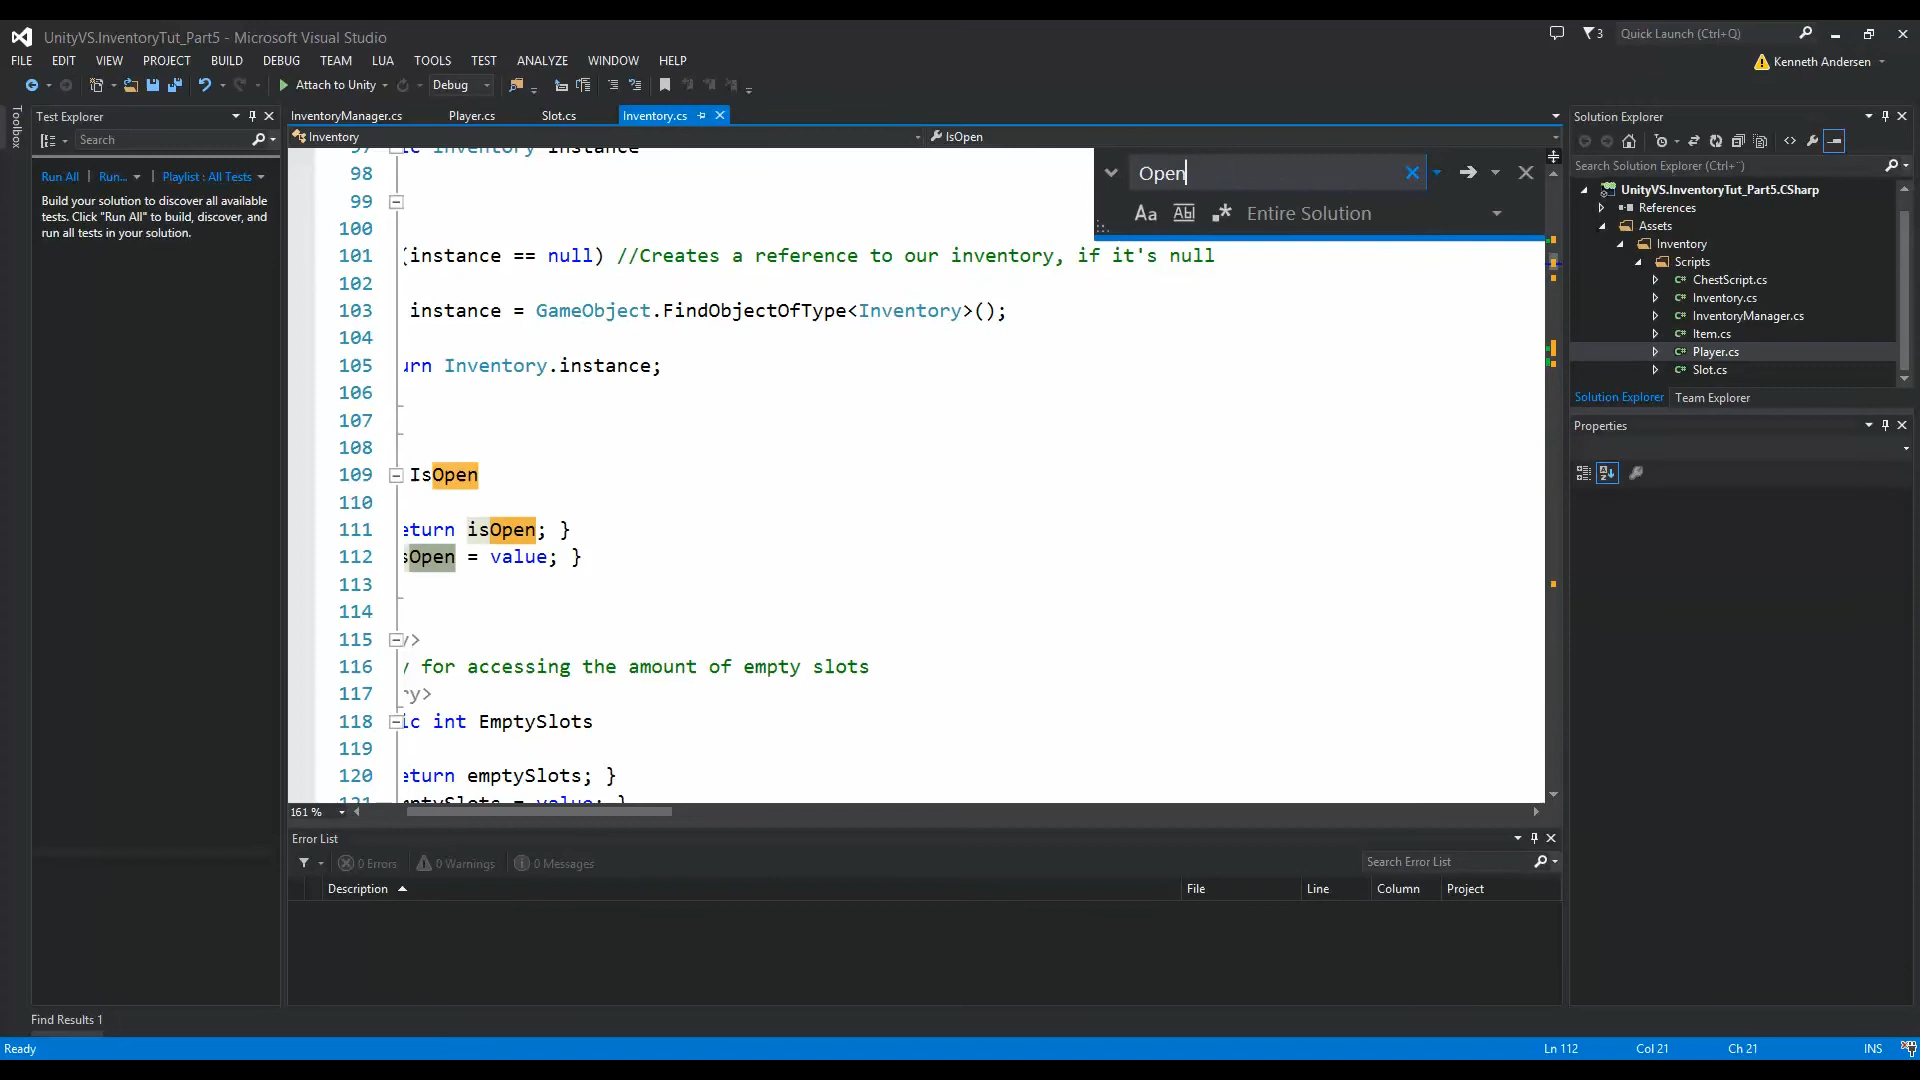 UnityVS.InventoryTut_Part5 - Microsoft Visual Studio
3
Quick Launch (Ctrl+Q)
FILE EDIT VIEW PROJECT BUILD DEBUG TEAM LUA TOOLS TEST ANALYZE WINDOW HELP
Kenneth Andersen
Attach to Unity
Debug
Toolbox
Test Explorer
Search
Run All | Run... | Playlist : All Tests
Build your solution to discover all available
tests. Click "Run All" to build, discover, and
run all tests in your solution.
InventoryManager.cs Player.cs Slot.cs Inventory.cs
Inventory
IsOpen
Open
Aa Abl .* Entire Solution
97 ic Inventory Instance
98
99
100
101 (instance == null) //Creates a reference to our inventory, if it's null
102
103 instance = GameObject.FindObjectOfType<Inventory>();
104
105 urn Inventory.instance;
106
107
108
109 IsOpen
110
111 eturn isOpen; }
112 sOpen = value; }
113
114
115 y>
116 y for accessing the amount of empty slots
117 ry>
118 ic int EmptySlots
119
120 eturn emptySlots; }
121 mptySlots = value; }
161 %
Error List
0 Errors 0 Warnings 0 Messages
Search Error List
Description File Line Column Project
Solution Explorer
Search Solution Explorer (Ctrl+¨)
UnityVS.InventoryTut_Part5.CSharp
References
Assets
Inventory
Scripts
C# ChestScript.cs
C# Inventory.cs
C# InventoryManager.cs
C# Item.cs
C# Player.cs
C# Slot.cs
Solution Explorer Team Explorer
Properties
Find Results 1
Ready
Ln 112 Col 21 Ch 21 INS